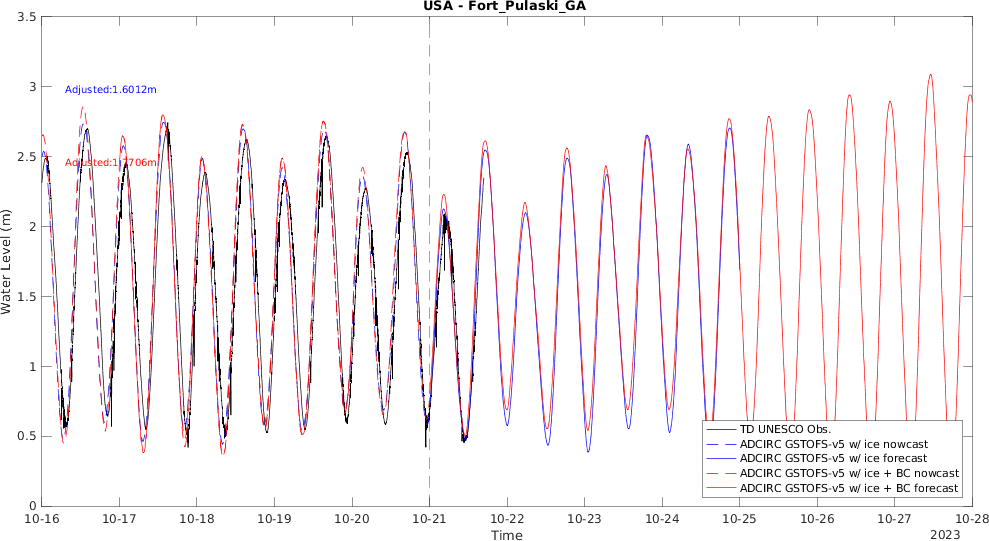 USA - Fort_Pulaski_GA
3.5
3
2.5
2
1.5
1
0.5
0
Water Level (m)
Adjusted:1.6012m
TD UNESCO Obs.
ADCIRC GSTOFS-v5 w/ ice nowcast
ADCIRC GSTOFS-v5 w/ ice forecast
ADCIRC GSTOFS-v5 w/ ice + BC nowcast
ADCIRC GSTOFS-v5 w/ ice + BC forecast
10-16 10-17 10-18 10-19 10-20 10-21 10-22 10-23 10-24 10-25 10-26 10-27 10-28
Time
2023